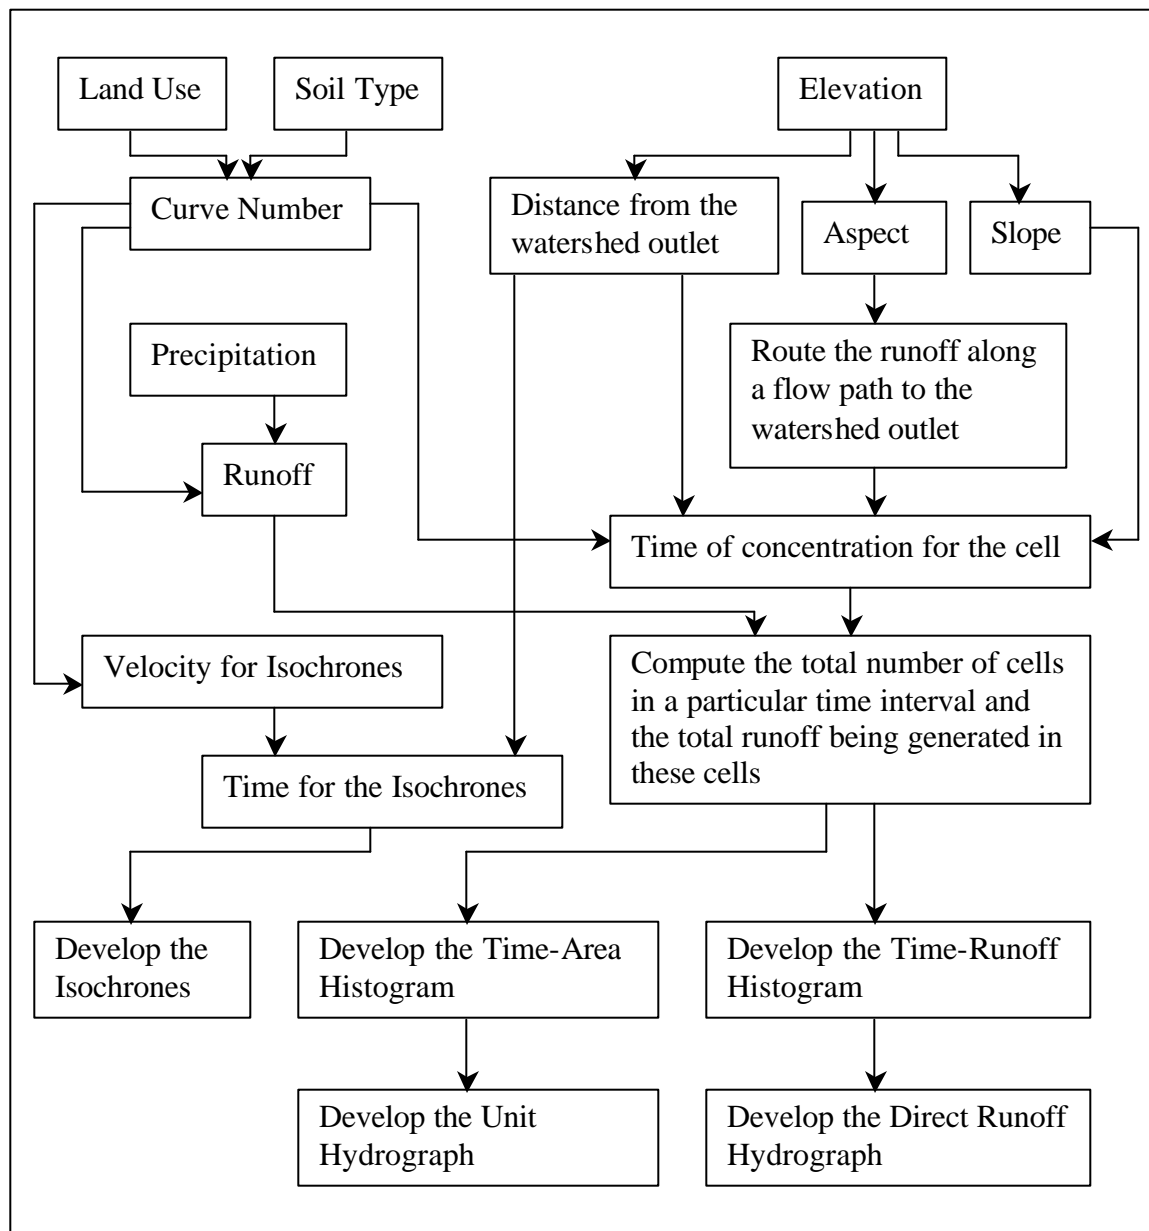 Land Use
Soil Type
Elevation
Curve Number
Distance from the
watershed outlet
Aspect
Slope
Precipitation
Route the runoff along
a flow path to the
watershed outlet
Runoff
Time of concentration for the cell
Velocity for Isochrones
Compute the total number of cells
in a particular time interval and
the total runoff being generated in
these cells
Time for the Isochrones
Develop the
Isochrones
Develop the Time-Area
Histogram
Develop the Time-Runoff
Histogram
Develop the Unit
Hydrograph
Develop the Direct Runoff
Hydrograph